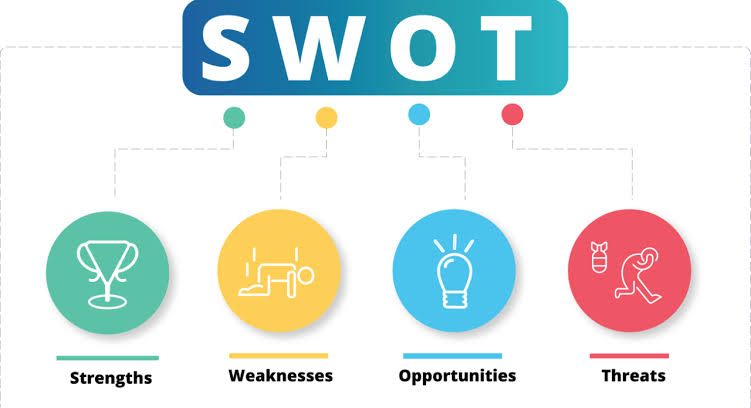 SWOT
Strengths
Weaknesses
Opportunities
Threats